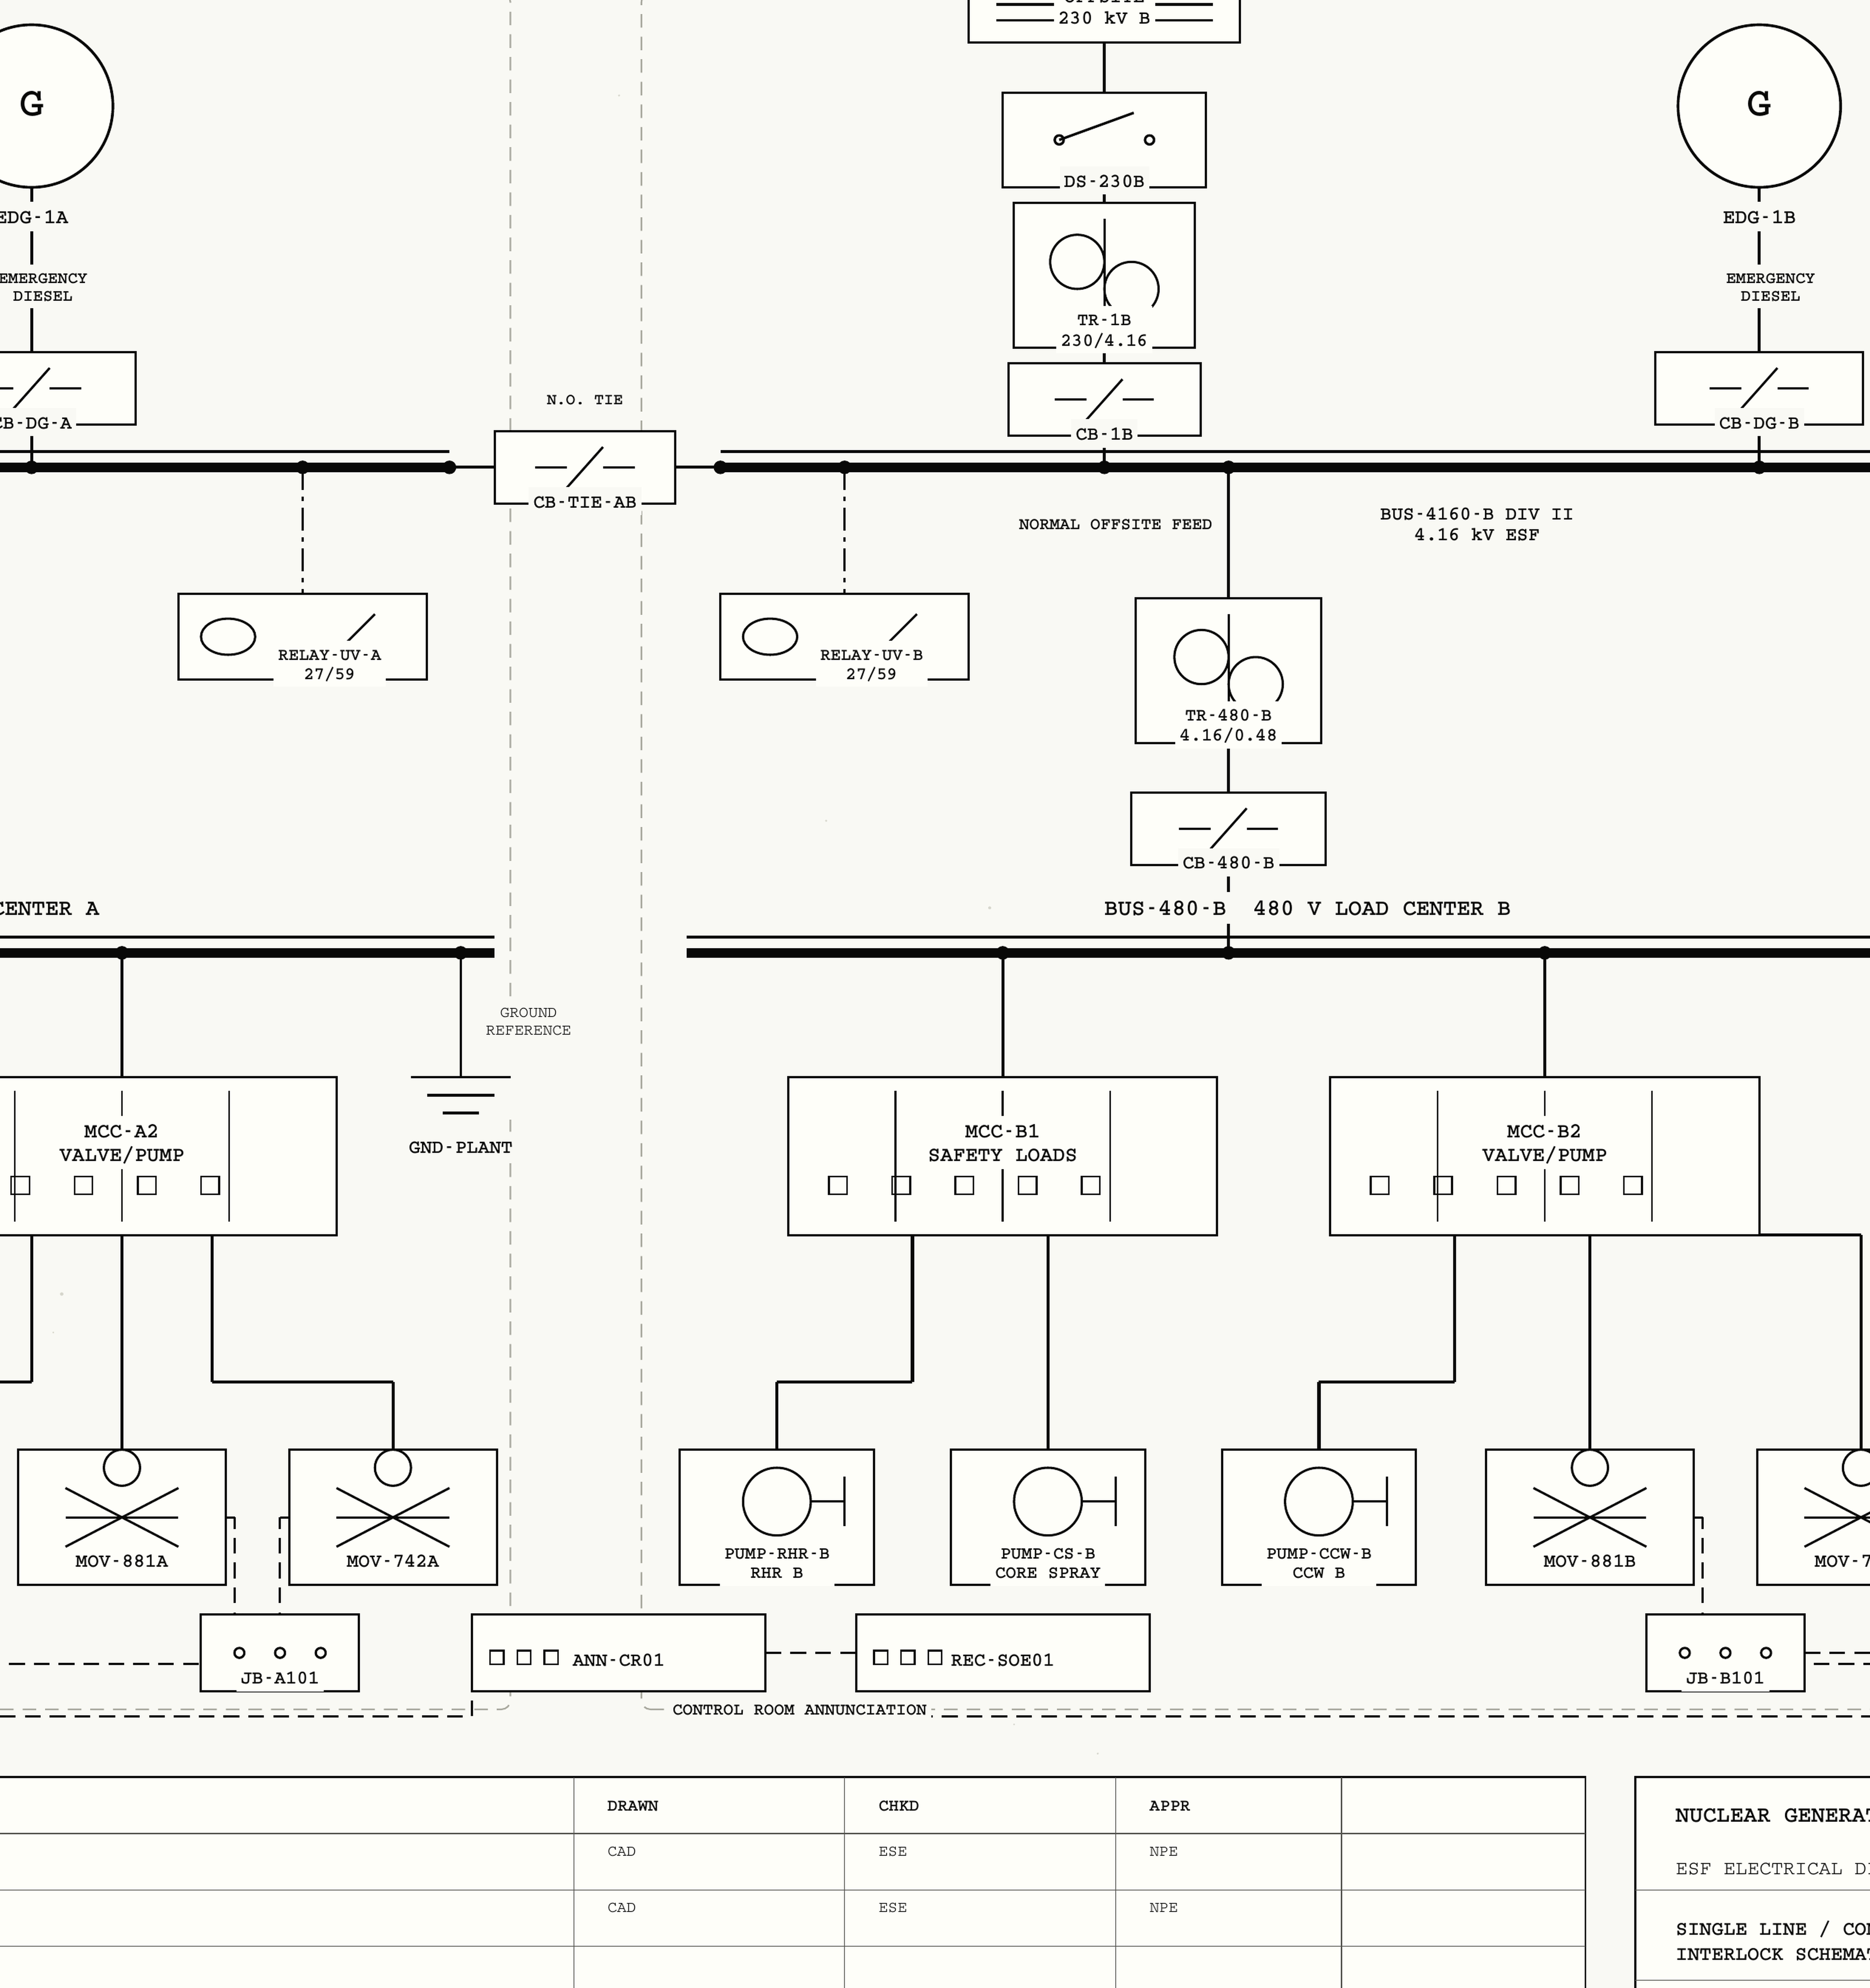 230 kV B
G
G
DS-230B
EDG-1A
EDG-1B
EMERGENCY
DIESEL
EMERGENCY
DIESEL
TR-1B
230/4.16
N.O. TIE
CB-DG-A
CB-1B
CB-DG-B
CB-TIE-AB
NORMAL OFFSITE FEED
BUS-4160-B DIV II
4.16 kV ESF
RELAY-UV-A
27/59
RELAY-UV-B
27/59
TR-480-B
4.16/0.48
CB-480-B
CENTER A
BUS-480-B 480 V LOAD CENTER B
GROUND
REFERENCE
MCC-A2
VALVE/PUMP
GND-PLANT
MCC-B1
SAFETY LOADS
MCC-B2
VALVE/PUMP
MOV-881A
MOV-742A
PUMP-RHR-B
RHR B
PUMP-CS-B
CORE SPRAY
PUMP-CCW-B
CCW B
MOV-881B
MOV-7
JB-A101
ANN-CR01
REC-SOE01
JB-B101
CONTROL ROOM ANNUNCIATION
DRAWN CHKD APPR
CAD ESE NPE
CAD ESE NPE
NUCLEAR GENERAT
ESF ELECTRICAL DI
SINGLE LINE / CON
INTERLOCK SCHEMAT